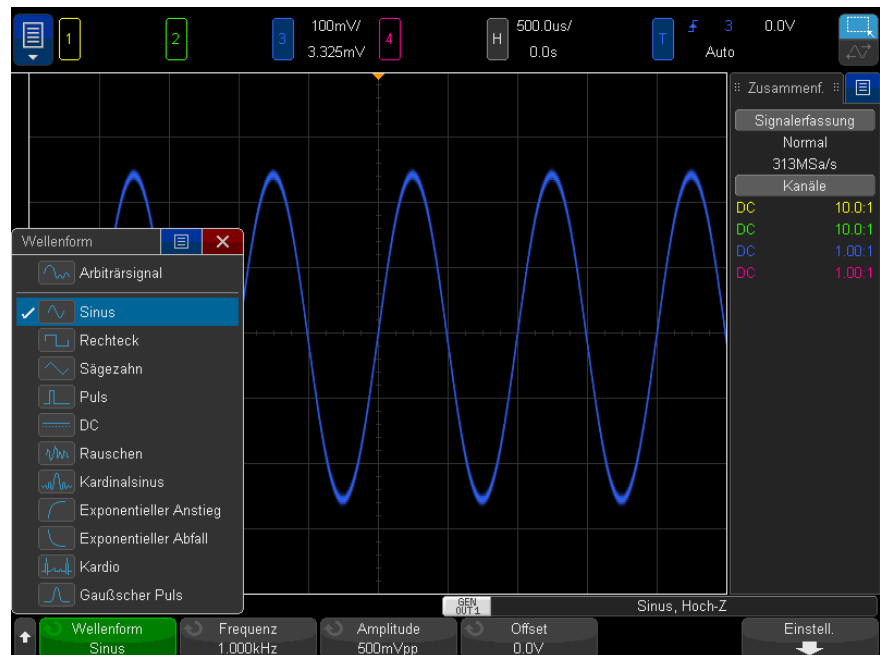 1
2
3
100mV/
3.325mV
4
H
500.0us/
0.0s
T
3
0.0V
Auto
Zusammenf.
Signalerfassung
Normal
313MSa/s
Kanäle
DC 10.0:1
DC 10.0:1
DC 1.00:1
DC 1.00:1
Wellenform
Arbiträrsignal
Sinus
Rechteck
Sägezahn
Puls
DC
Rauschen
Kardinalsinus
Exponentieller Anstieg
Exponentieller Abfall
Kardio
Gaußscher Puls
GEN
OUT1
Sinus, Hoch-Z
Wellenform
Sinus
Frequenz
1.000kHz
Amplitude
500mVpp
Offset
0.0V
Einstell.